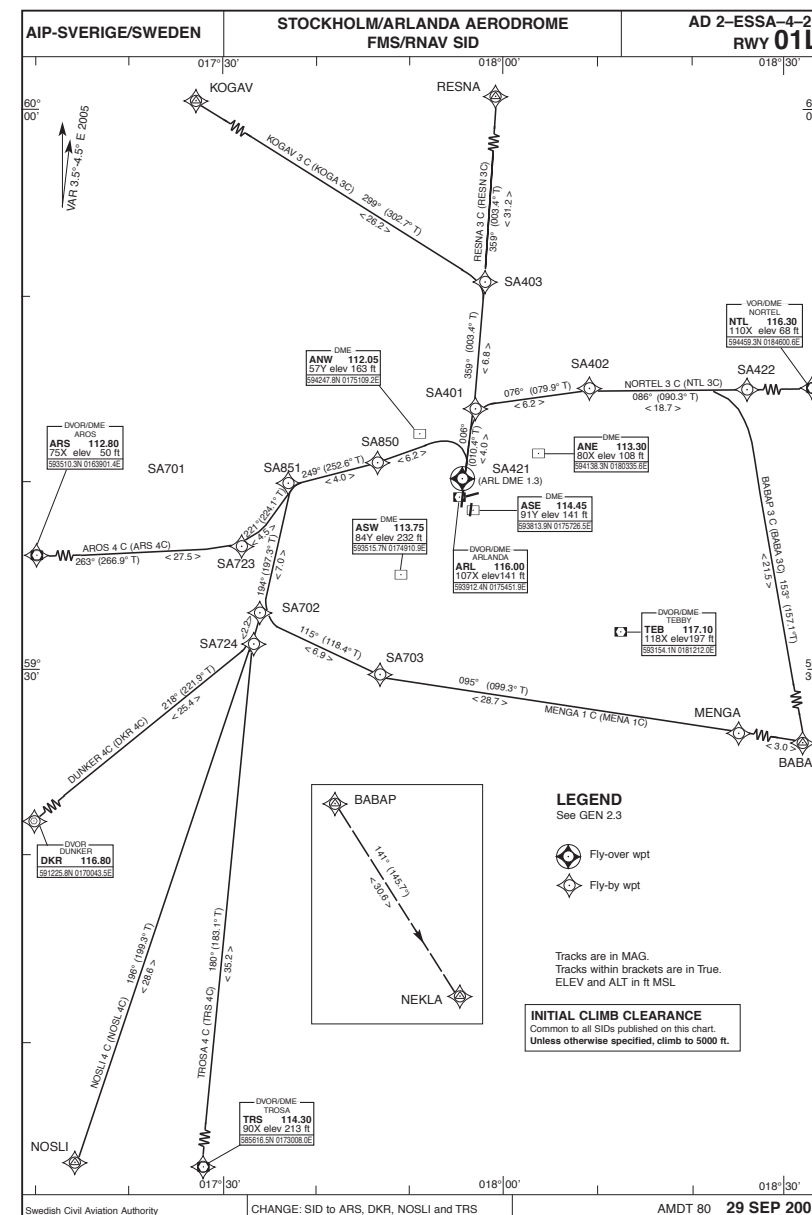 AIP-SVERIGE/SWEDEN
STOCKHOLM/ARLANDA AERODROME
FMS/RNAV SID
AD 2–ESSA–4–2
RWY 01L
017° 30'
018° 00'
018° 30'
60°
00'
VAR 3.5°-4.5° E 2005
KOGAV
RESNA
KOGAV 3 C (KOGA 3C)
299° (302.7° T)
< 26.2 >
RESNA 3 C (RESN 3C)
359° (003.4° T)
< 31.2 >
SA403
359° (003.4° T)
< 6.8 >
VOR/DME
NORTEL
NTL 116.30
110X elev 68 ft
594459.3N 0184600.6E
DME
ANW 112.05
57Y elev 163 ft
594247.8N 0175109.2E
SA402
SA422
SA401
076° (079.9° T)
< 6.2 >
NORTEL 3 C (NTL 3C)
086° (090.3° T)
< 18.7 >
DVOR/DME
AROS
ARS 112.80
75X elev 50 ft
593510.3N 0163901.4E
SA701
SA850
SA851
249° (252.6° T)
< 4.0 >
< 6.2 >
006°
(010.4° T)
< 4.0 >
SA421
(ARL DME 1.3)
DME
ANE 113.30
80X elev 108 ft
594138.3N 0180335.6E
DME
ASE 114.45
91Y elev 141 ft
593813.9N 0175726.5E
DME
ASW 113.75
84Y elev 232 ft
593515.7N 0174910.9E
DVOR/DME
ARLANDA
ARL 116.00
107X elev141 ft
593912.4N 0175451.9E
221°(224.1° T)
< 4.5 >
AROS 4 C (ARS 4C)
263° (266.9° T)
< 27.5 >
SA723
194° (197.3° T)
< 7.0 >
BABAP 3 C (BABA 3C) 153° (157.1°T)
< 21.5 >
SA702
<2.2>
SA724
115° (118.4° T)
< 6.9 >
SA703
DVOR/DME
TEBBY
TEB 117.10
118X elev197 ft
593154.1N 0181212.0E
59°
30'
218° (221.9° T)
< 25.4 >
DUNKER 4C (DKR 4C)
095° (099.3° T)
< 28.7 >
MENGA 1 C (MENA 1C)
MENGA
< 3.0 >
BABA
DVOR
DUNKER
DKR 116.80
591225.8N 0170043.5E
BABAP
141° (145.7°)
< 30.6 >
NEKLA
LEGEND
See GEN 2.3
Fly-over wpt
Fly-by wpt
Tracks are in MAG.
Tracks within brackets are in True.
ELEV and ALT in ft MSL
INITIAL CLIMB CLEARANCE
Common to all SIDs published on this chart.
Unless otherwise specified, climb to 5000 ft.
NOSLI 4 C (NOSL 4C)
196° (199.3° T)
< 28.6 >
TROSA 4 C (TRS 4C)
180° (183.1° T)
< 35.2 >
DVOR/DME
TROSA
TRS 114.30
90X elev 213 ft
585616.5N 0173008.0E
NOSLI
017° 30'
018° 00'
018° 30'
Swedish Civil Aviation Authority
CHANGE: SID to ARS, DKR, NOSLI and TRS
AMDT 80 29 SEP 200